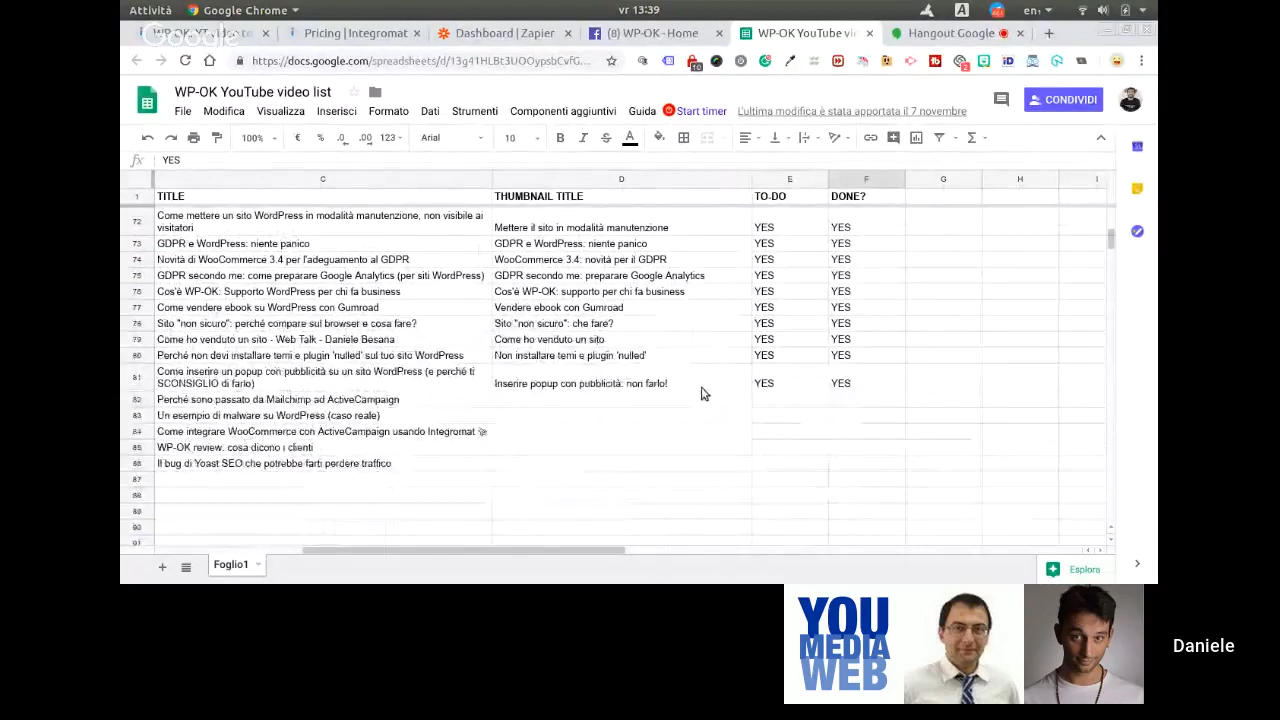 Attività
Google Chrome
vr 13:39
A
en₁
Google
Pricing | Integromat
Dashboard | Zapier
(8) WP-OK - Home
WP-OK YouTube vi
Hangout Google
https://docs.google.com/spreadsheets/d/
WP-OK YouTube video list
File Modifica Visualizza Inserisci Formato Dati Strumenti Componenti aggiuntivi Guida Start timer L'ultima modifica è stata apportata il 7 novembre
CONDIVIDI
100% € % .0 .00 123 Arial 10 B I S A
fx YES
C D E F G H I
1 TITLE THUMBNAIL TITLE TO-DO DONE?
72 Come mettere un sito WordPress in modalità manutenzione, non visibile ai
visitatori Mettere il sito in modalità manutenzione YES YES
73 GDPR e WordPress: niente panico GDPR e WordPress: niente panico YES YES
74 Novità di WooCommerce 3.4 per l'adeguamento al GDPR WooCommerce 3.4: novità per il GDPR YES YES
75 GDPR secondo me: come preparare Google Analytics (per siti WordPress) GDPR secondo me: preparare Google Analytics YES YES
76 Cos'è WP-OK: Supporto WordPress per chi fa business Cos'è WP-OK: supporto per chi fa business YES YES
77 Come vendere ebook su WordPress con Gumroad Vendere ebook con Gumroad YES YES
78 Sito "non sicuro": perché compare sul browser e cosa fare? Sito "non sicuro": che fare? YES YES
79 Come ho venduto un sito - Web Talk - Daniele Besana Come ho venduto un sito YES YES
80 Perché non devi installare temi e plugin 'nulled' sul tuo sito WordPress Non installare temi e plugin 'nulled' YES YES
81 Come inserire un popup con pubblicità su un sito WordPress (e perché ti
SCONSIGLIO di farlo) Inserire popup con pubblicità: non farlo! YES YES
82 Perché sono passato da Mailchimp ad ActiveCampaign
83 Un esempio di malware su WordPress (caso reale)
84 Come integrare WooCommerce con ActiveCampaign usando Integromat
85 WP-OK review: cosa dicono i clienti
86 Il bug di Yoast SEO che potrebbe farti perdere traffico
87
88
89
90
91
Foglio1
Esplora
YOU
MEDIA
WEB
Daniele